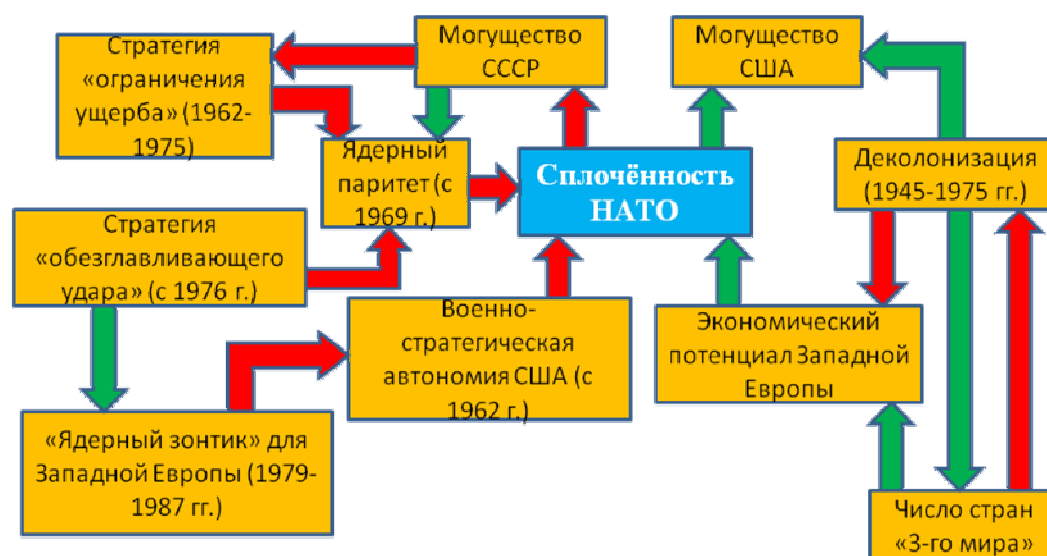 Стратегия
«ограничения
ущерба» (1962-
1975)
Могущество
СССР
Могущество
США
Ядерный
паритет (с
1969 г.)
Сплочённость
НАТО
Деколонизация
(1945-1975 гг.)
Стратегия
«обезглавливающего
удара» (с 1976 г.)
Военно-
стратегическая
автономия США (с
1962 г.)
Экономический
потенциал Западной
Европы
«Ядерный зонтик» для
Западной Европы (1979-
1987 гг.)
Число стран
«3-го мира»